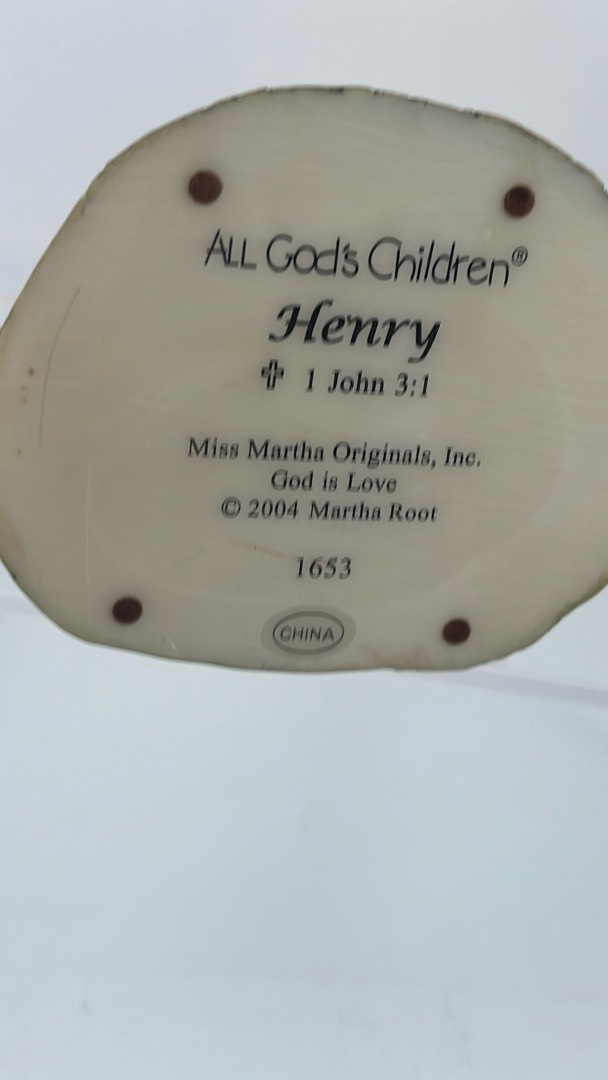 ALL God's Children®
Henry
✞ 1 John 3:1
Miss Martha Originals, Inc.
God is Love
© 2004 Martha Root
1653
CHINA